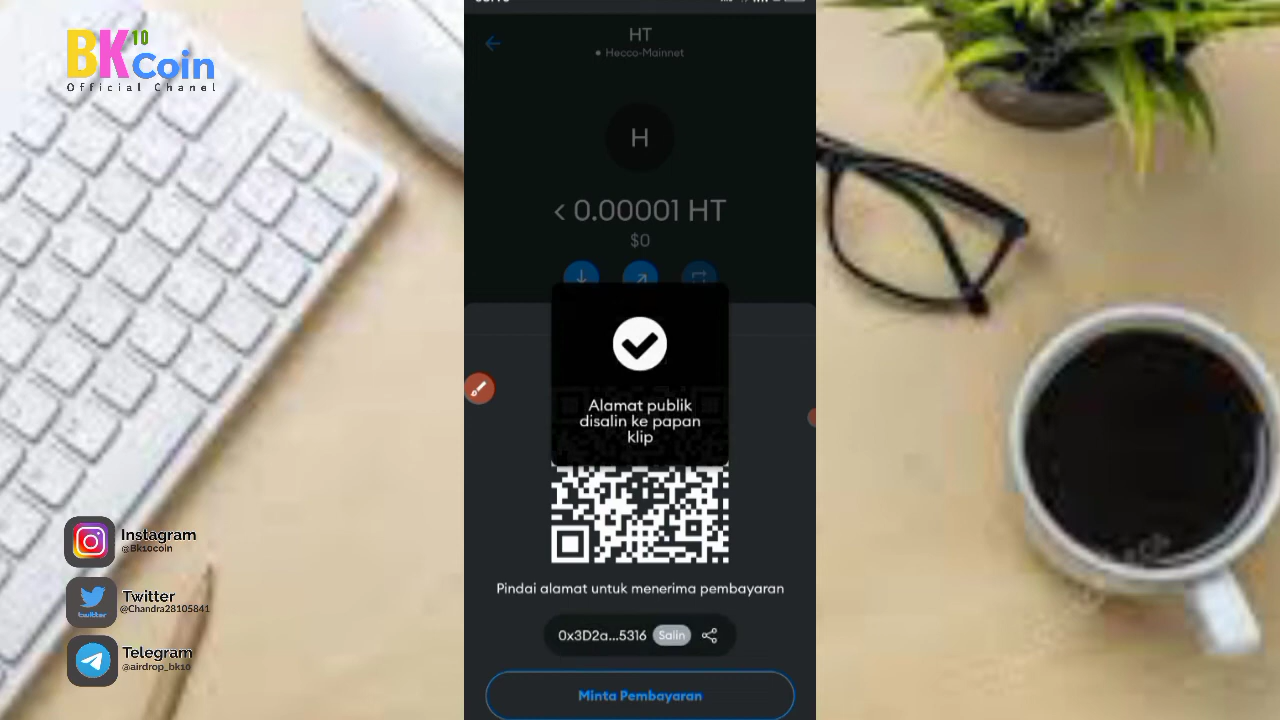 BK10
Coin
Official Chanel
HT
Hecco-Mainnet
H
< 0.00001 HT
$0
Alamat publik
disalin ke papan
klip
Pindai alamat untuk menerima pembayaran
0x3D2a...5316 Salin
Minta Pembayaran
Instagram
@Bk10coin
Twitter
twitter
@Chandra28105841
Telegram
@airdrop_bk10